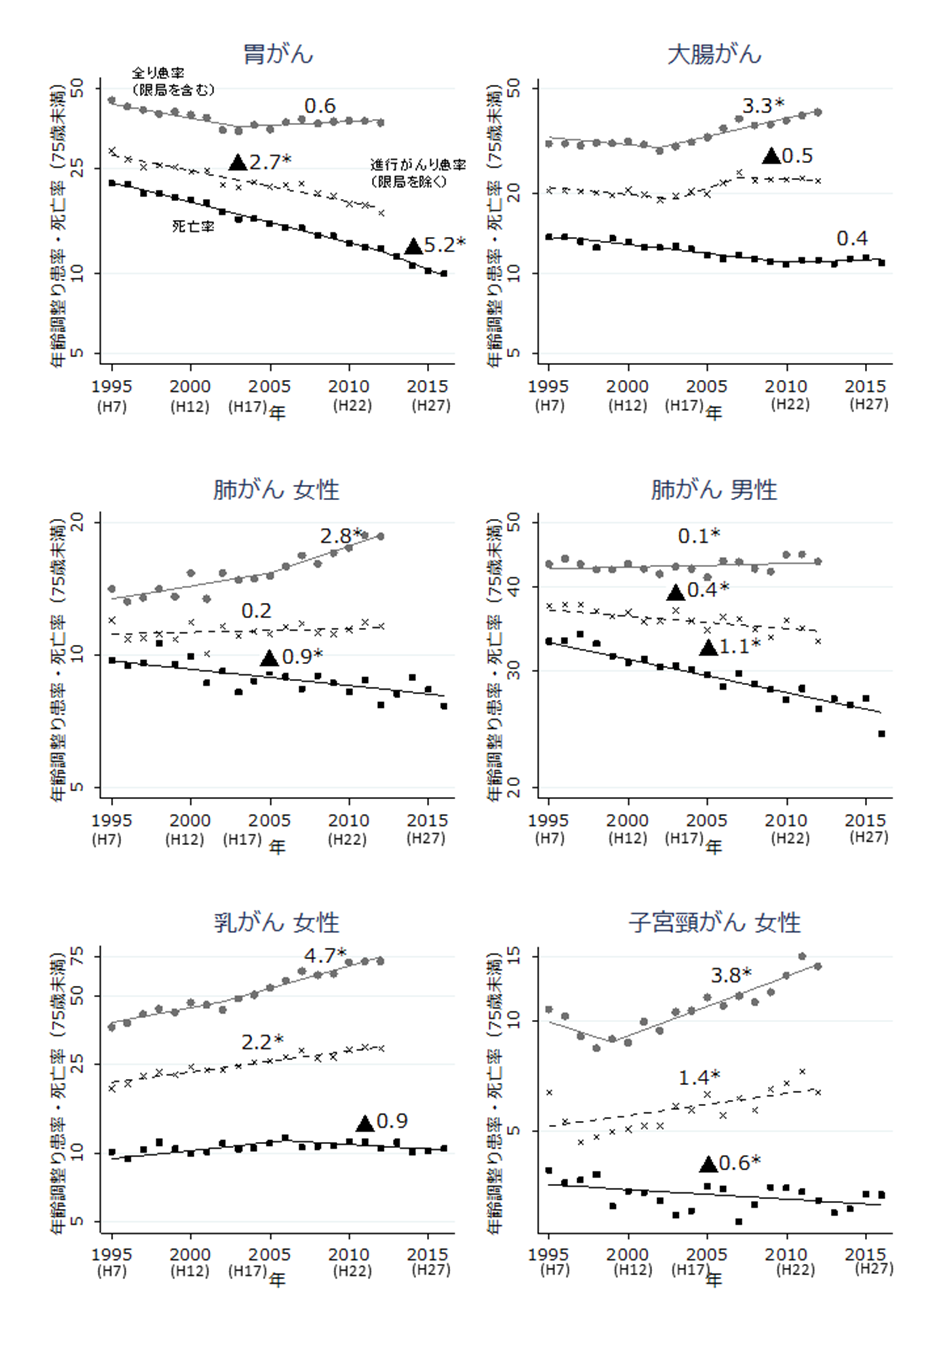 胃がん
年齢調整り患率・死亡率（75歳未満）
50
25
10
5
全り患率
（限局を含む）
0.6
▲2.7*
進行がんり患率
（限局を除く）
死亡率
▲5.2*
1995 2000 2005 2010 2015
(H7) (H12) (H17) (H22) (H27)
年
大腸がん
年齢調整り患率・死亡率（75歳未満）
50
20
10
5
3.3*
▲0.5
0.4
1995 2000 2005 2010 2015
(H7) (H12) (H17) (H22) (H27)
年
肺がん 女性
年齢調整り患率・死亡率（75歳未満）
20
10
5
2.8*
0.2
▲0.9*
1995 2000 2005 2010 2015
(H7) (H12) (H17) (H22) (H27)
年
肺がん 男性
年齢調整り患率・死亡率（75歳未満）
50
40
30
20
0.1*
▲0.4*
▲1.1*
1995 2000 2005 2010 2015
(H7) (H12) (H17) (H22) (H27)
年
乳がん 女性
年齢調整り患率・死亡率（75歳未満）
75
50
25
10
5
4.7*
2.2*
▲0.9
1995 2000 2005 2010 2015
(H7) (H12) (H17) (H22) (H27)
年
子宮頸がん 女性
年齢調整り患率・死亡率（75歳未満）
15
10
5
3.8*
1.4*
▲0.6*
1995 2000 2005 2010 2015
(H7) (H12) (H17) (H22) (H27)
年